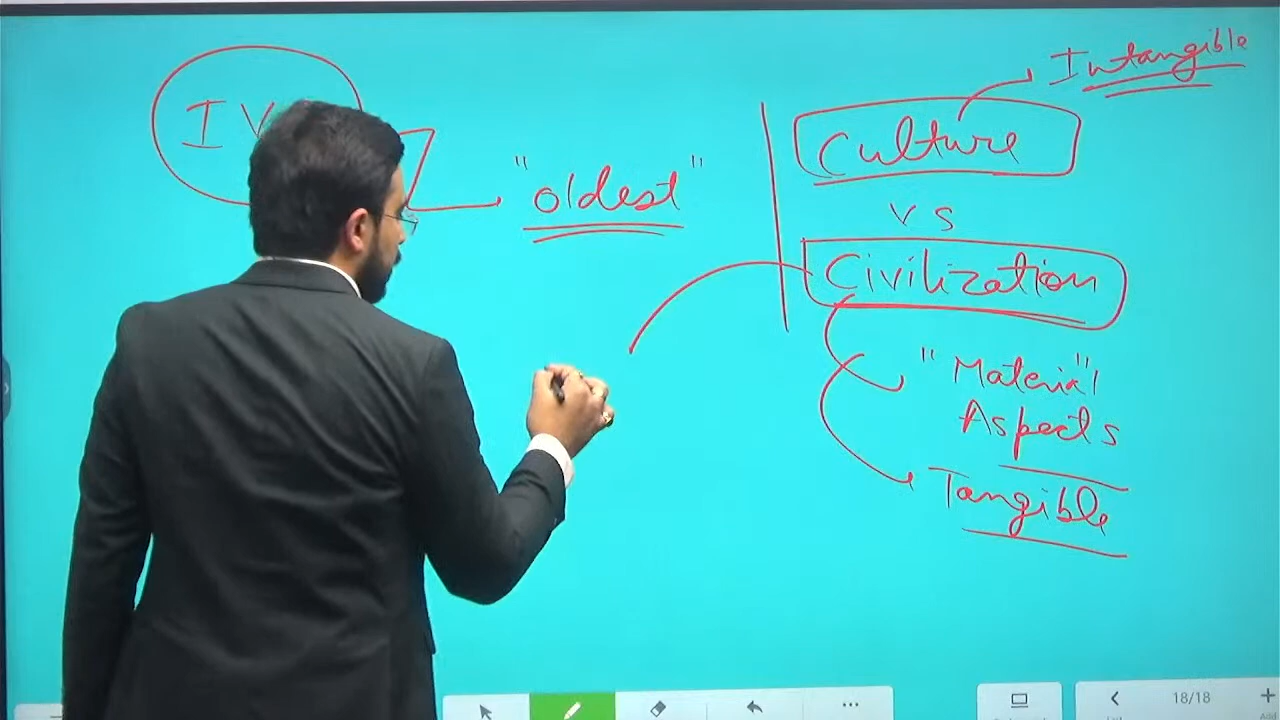 I V
"oldest"
Intangible
Culture
vs
Civilization
"Material"
Aspects
Tangible
18/18